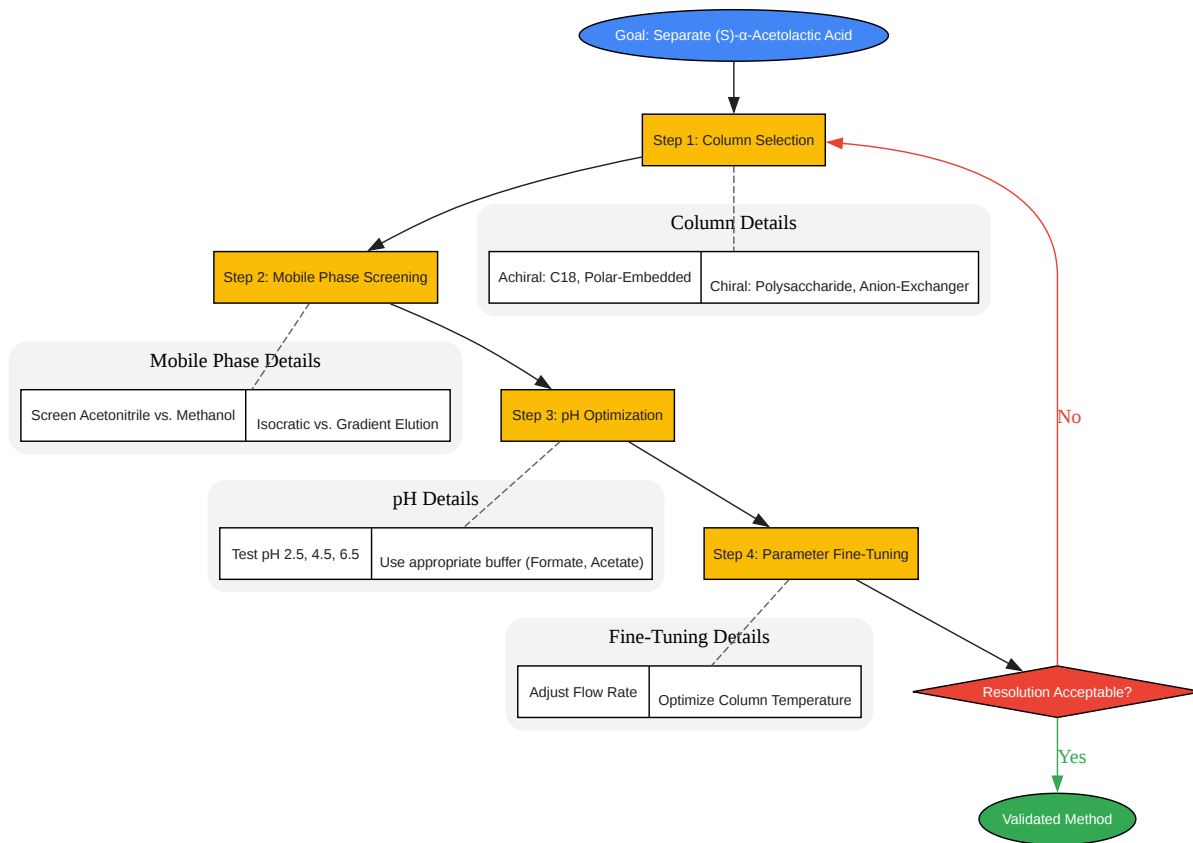 Goal: Separate (S)-α-Acetolactic Acid
Step 1: Column Selection
Column Details
Achiral: C18, Polar-Embedded
Chiral: Polysaccharide, Anion-Exchanger
Step 2: Mobile Phase Screening
Mobile Phase Details
Screen Acetonitrile vs. Methanol
Isocratic vs. Gradient Elution
Step 3: pH Optimization
No
pH Details
Test pH 2.5, 4.5, 6.5
Use appropriate buffer (Formate, Acetate)
Step 4: Parameter Fine-Tuning
Fine-Tuning Details
Adjust Flow Rate
Optimize Column Temperature
Resolution Acceptable?
Yes
Validated Method